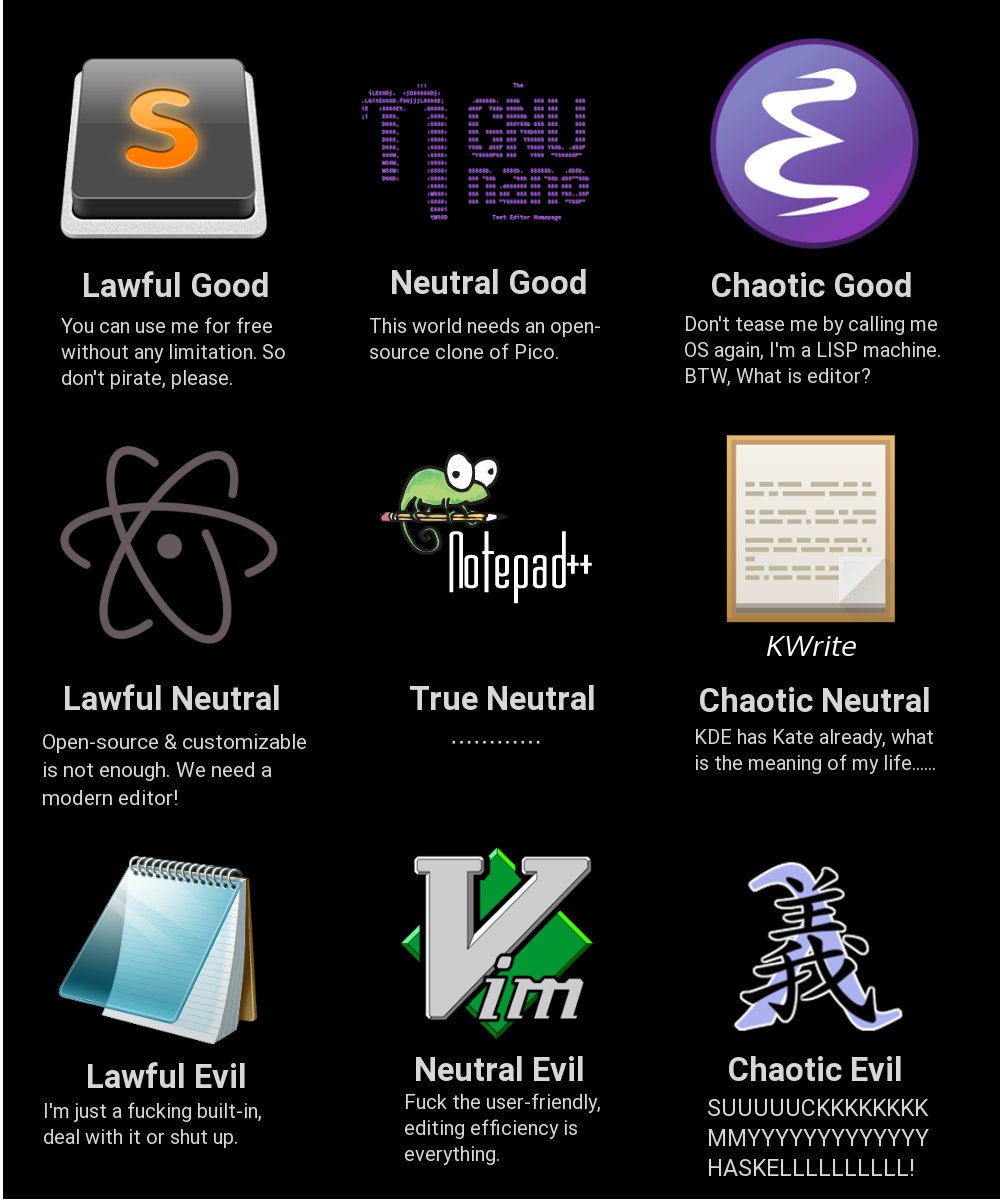 S
The
GNU
nano
Text Editor Homepage
Lawful Good
You can use me for free
without any limitation. So
don't pirate, please.
Neutral Good
This world needs an open-
source clone of Pico.
Chaotic Good
Don't tease me by calling me
OS again, I'm a LISP machine.
BTW, What is editor?
Notepad++
KWrite
Lawful Neutral
Open-source & customizable
is not enough. We need a
modern editor!
True Neutral
............
Chaotic Neutral
KDE has Kate already, what
is the meaning of my life......
Vim
義
Lawful Evil
I'm just a fucking built-in,
deal with it or shut up.
Neutral Evil
Fuck the user-friendly,
editing efficiency is
everything.
Chaotic Evil
SUUUUUCKKKKKKKK
MMYYYYYYYYYYYYY
HASKELLLLLLLLLL!